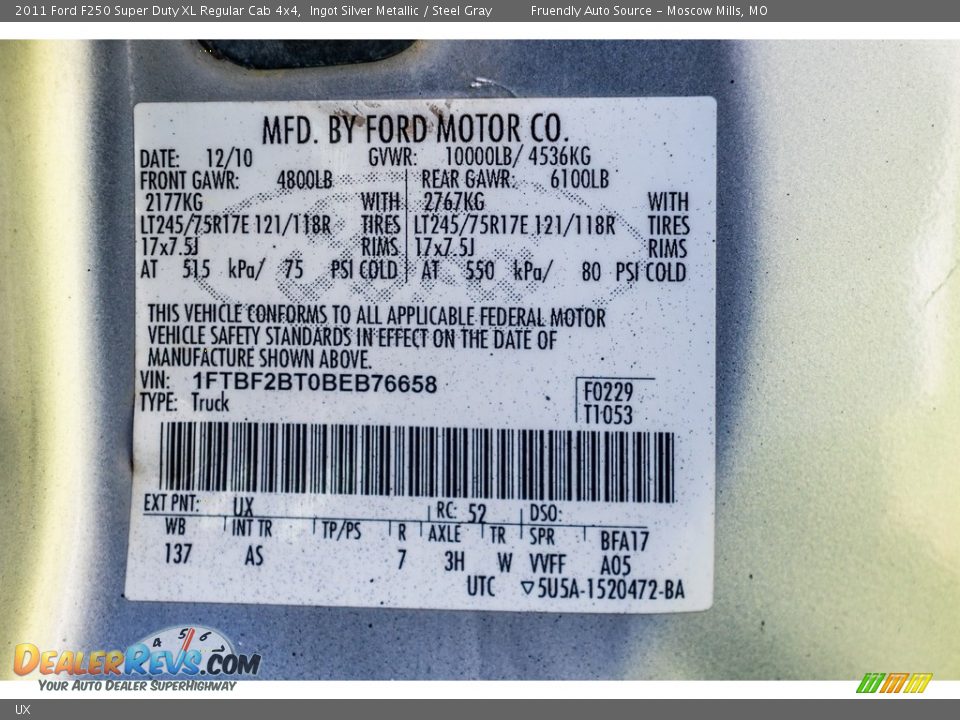 2011 Ford F250 Super Duty XL Regular Cab 4x4, Ingot Silver Metallic / Steel Gray Fruendly Auto Source – Moscow Mills, MO
MFD. BY FORD MOTOR CO.
DATE: 12/10 GVWR: 10000LB/ 4536KG
FRONT GAWR: 4800LB REAR GAWR: 6100LB
2177KG WITH 2767KG WITH
LT245/75R17E 121/118R TIRES LT245/75R17E 121/118R TIRES
17x7.5J RIMS 17x7.5J RIMS
AT 515 kPa/ 75 PSI COLD AT 550 kPa/ 80 PSI COLD
THIS VEHICLE CONFORMS TO ALL APPLICABLE FEDERAL MOTOR
VEHICLE SAFETY STANDARDS IN EFFECT ON THE DATE OF
MANUFACTURE SHOWN ABOVE.
VIN: 1FTBF2BT0BEB76658
TYPE: Truck
F0229
T1053
EXT PNT: UX RC: 52 DSO:
WB INT TR TP/PS R AXLE TR SPR BFA17
137 AS 7 3H W VVFF A05
UTC ▽5U5A-1520472-BA
4 5 6
DEALERREVS.COM
YOUR AUTO DEALER SUPERHIGHWAY
UX